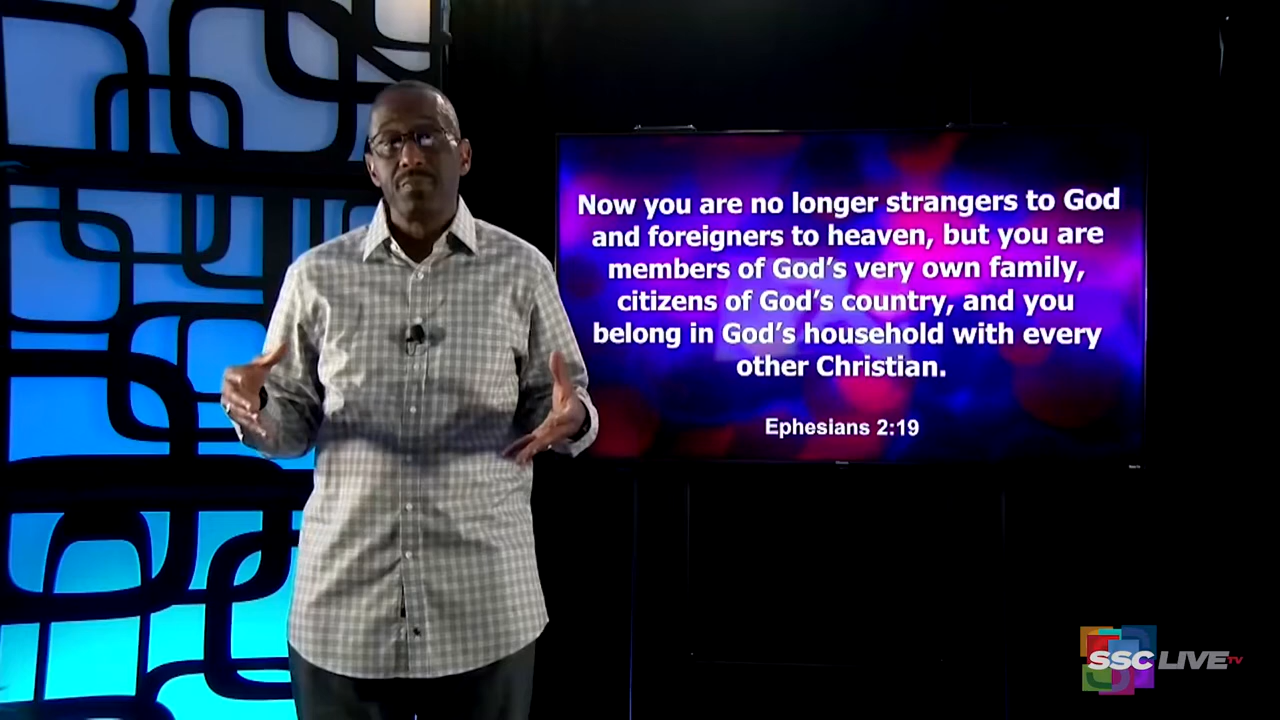 Now you are no longer strangers to God
and foreigners to heaven, but you are
members of God's very own family,
citizens of God's country, and you
belong in God's household with every
other Christian.
Ephesians 2:19
SSC LIVE TV